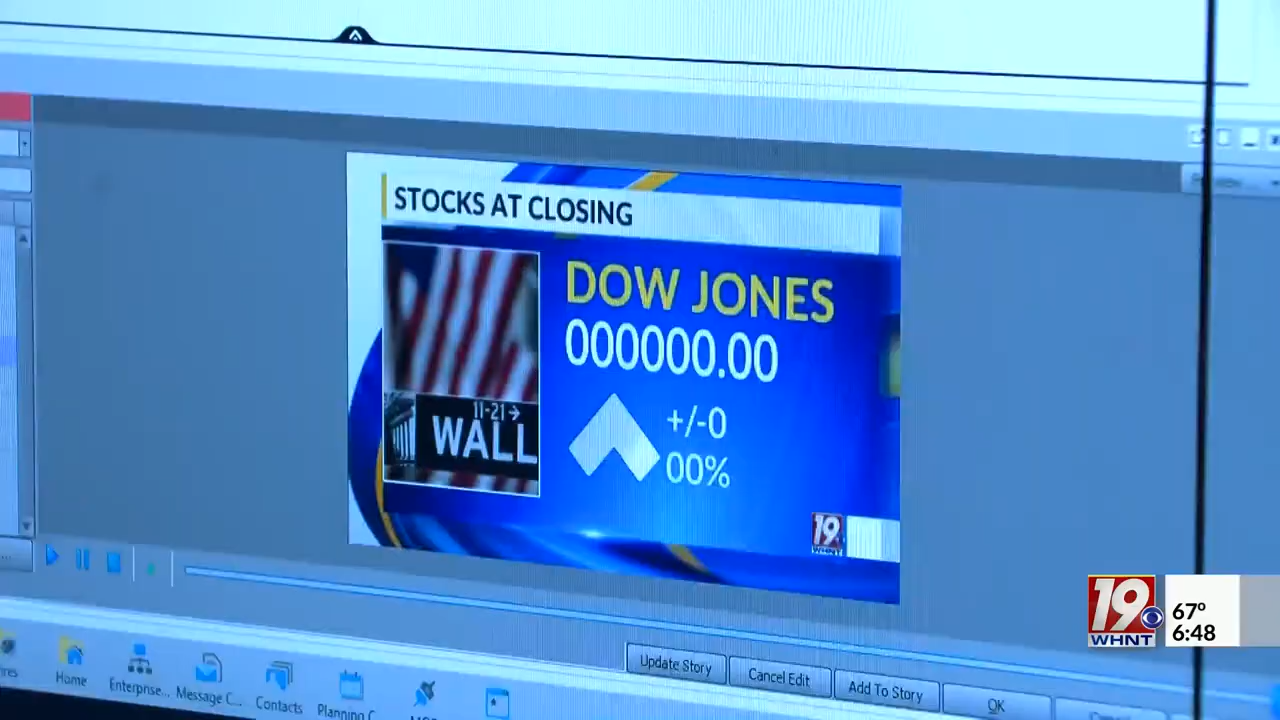 STOCKS AT CLOSING
DOW JONES
000000.00
+/-0
00%
11-21→
WALL
19
WHNT
19
WHNT
67°
6:48
Update Story
Cancel Edit
Add To Story
OK
Home
Enterprise...
Message C...
Contacts
Planning C